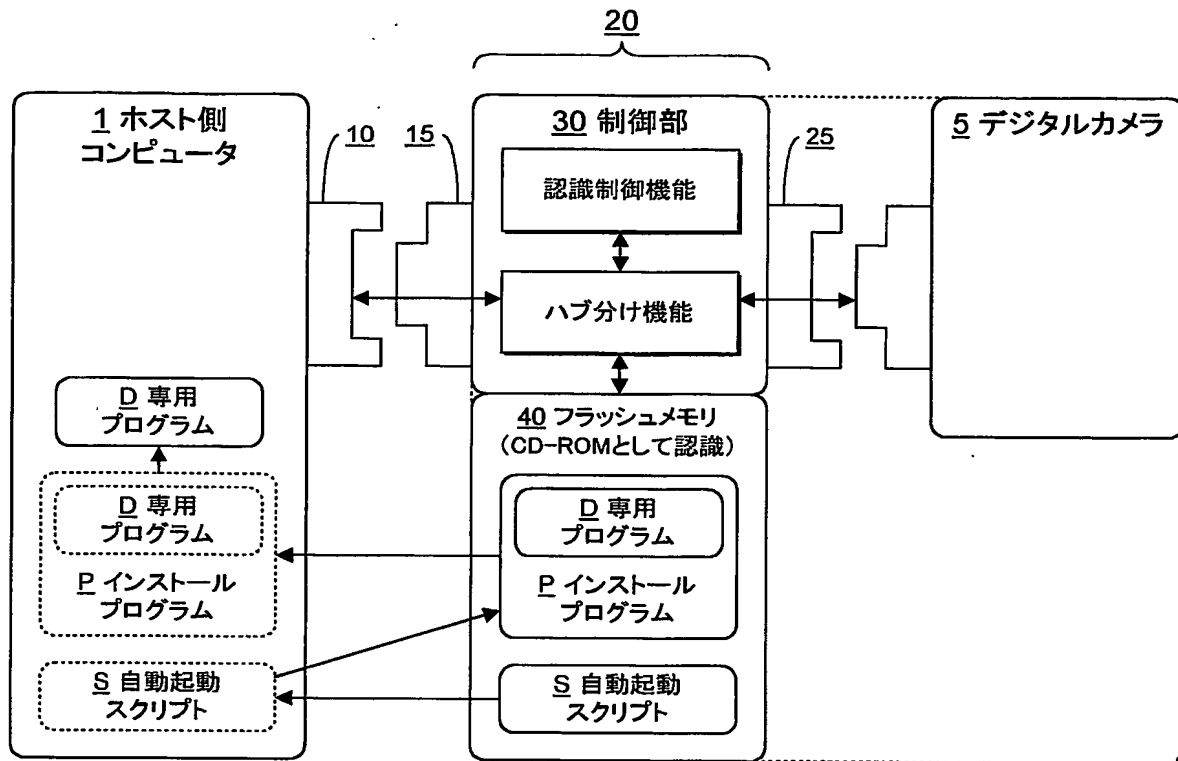 20
1 ホスト側
コンピュータ
10
15
30 制御部
認識制御機能
ハブ分け機能
25
5 デジタルカメラ
D 専用
プログラム
D 専用
プログラム
P インストール
プログラム
S 自動起動
スクリプト
40 フラッシュメモリ
(CD-ROMとして認識)
D 専用
プログラム
P インストール
プログラム
S 自動起動
スクリプト